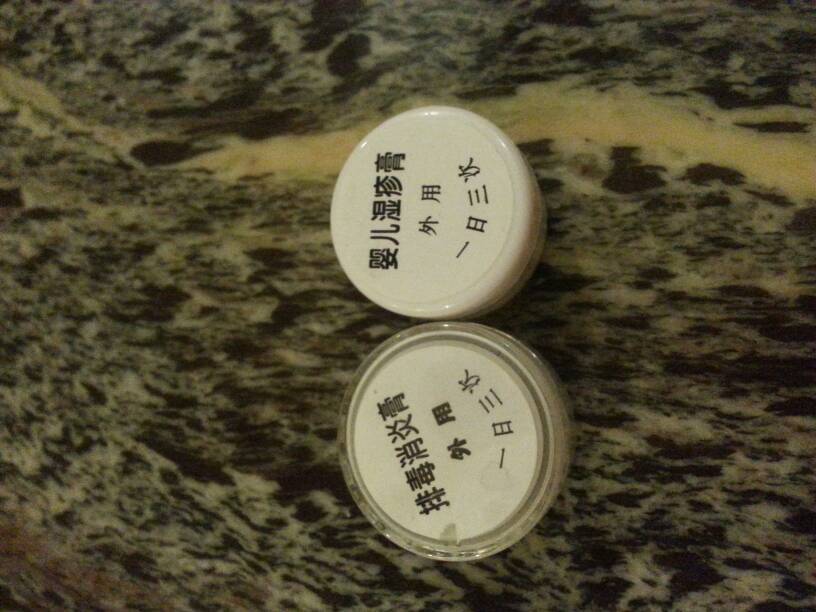 婴儿湿疹膏
外用
一日三次
排毒消炎膏
外用
一日三次